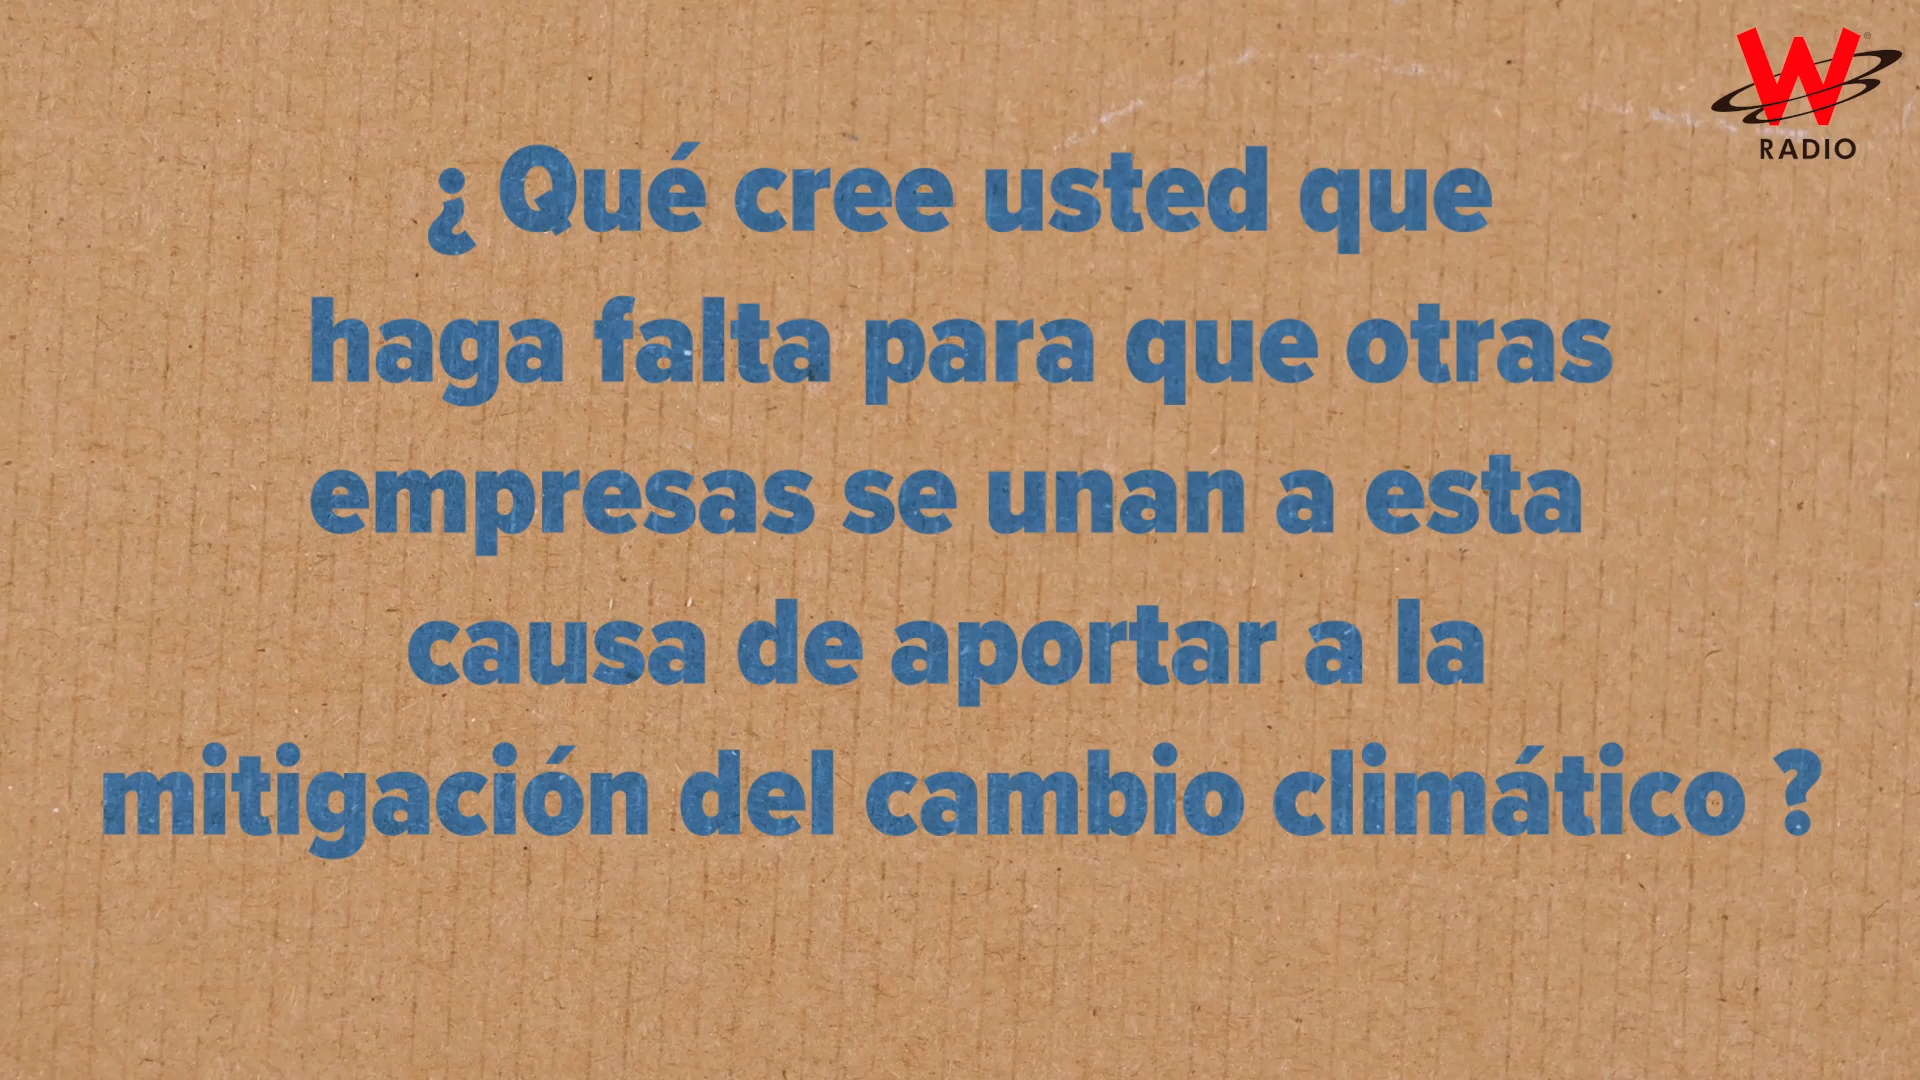 W
RADIO
¿ Qué cree usted que
haga falta para que otras
empresas se unan a esta
causa de aportar a la
mitigación del cambio climático ?